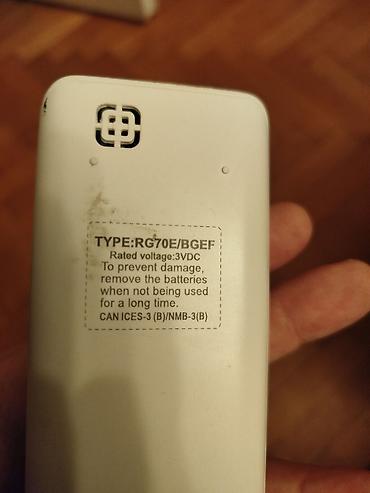 TYPE:RG70E/BGEF
Rated voltage:3VDC
To prevent damage,
remove the batteries
when not being used
for a long time.
CAN ICES-3 (B)/NMB-3(B)